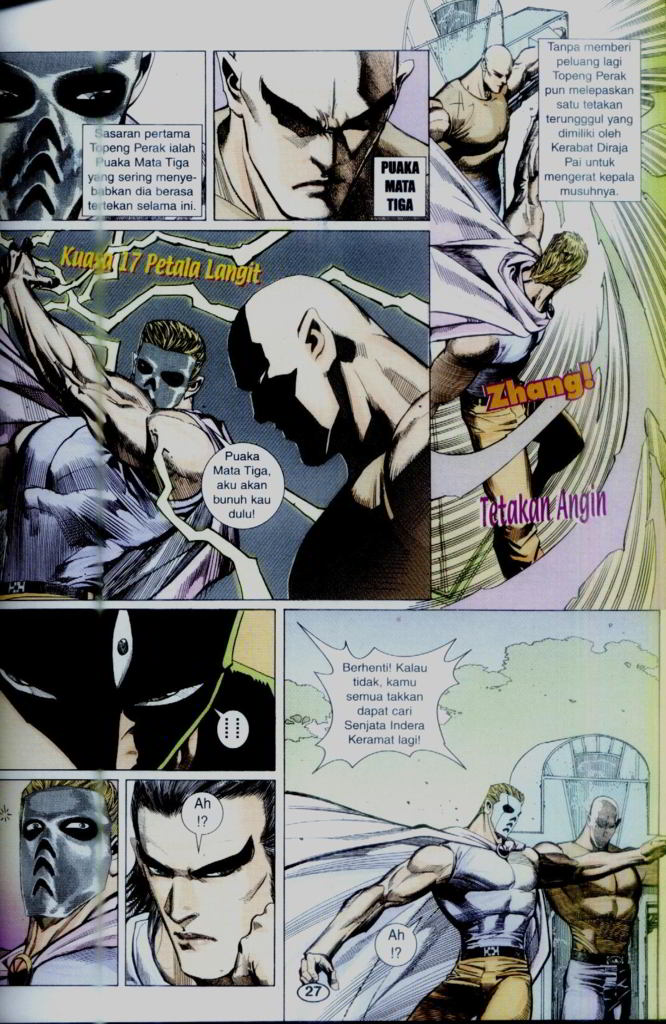 Sasaran pertama
Topeng Perak ialah
Puaka Mata Tiga
yang sering menye-
babkan dia berasa
tertekan selama ini.
PUAKA
MATA
TIGA
Tanpa memberi
peluang lagi
Topeng Perak
pun melepaskan
satu tetakan
terungggul yang
dimiliki oleh
Kerabat Diraja
Pai untuk
mengerat kepala
musuhnya.
Kuasa 17 Petala Langit
Puaka
Mata Tiga,
aku akan
bunuh kau
dulu!
Zhang!
Tetakan Angin
Berhenti! Kalau
tidak, kamu
semua takkan
dapat cari
Senjata Indera
Keramat lagi!
Ah
!?
Ah
!?
27